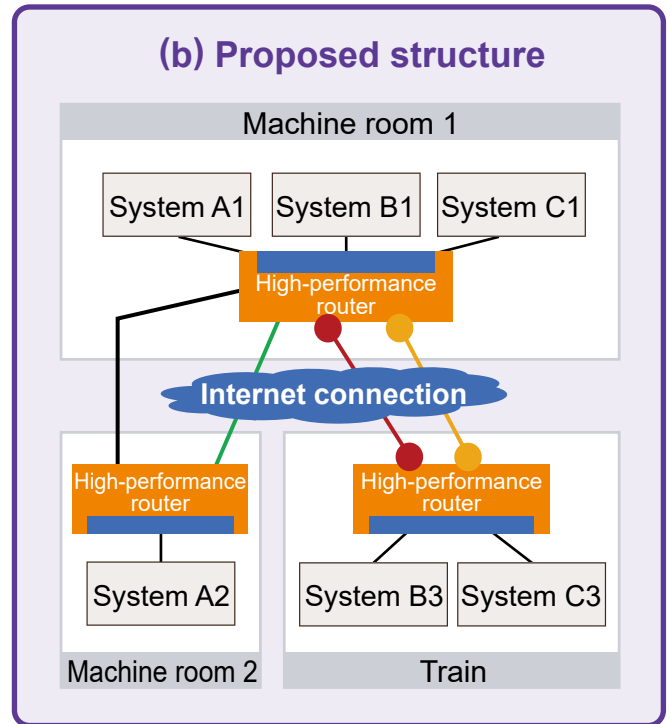 (b) Proposed structure
Machine room 1
System A1
System B1
System C1
High-performance
router
Internet connection
High-performance
router
High-performance
router
System A2
System B3
System C3
Machine room 2
Train